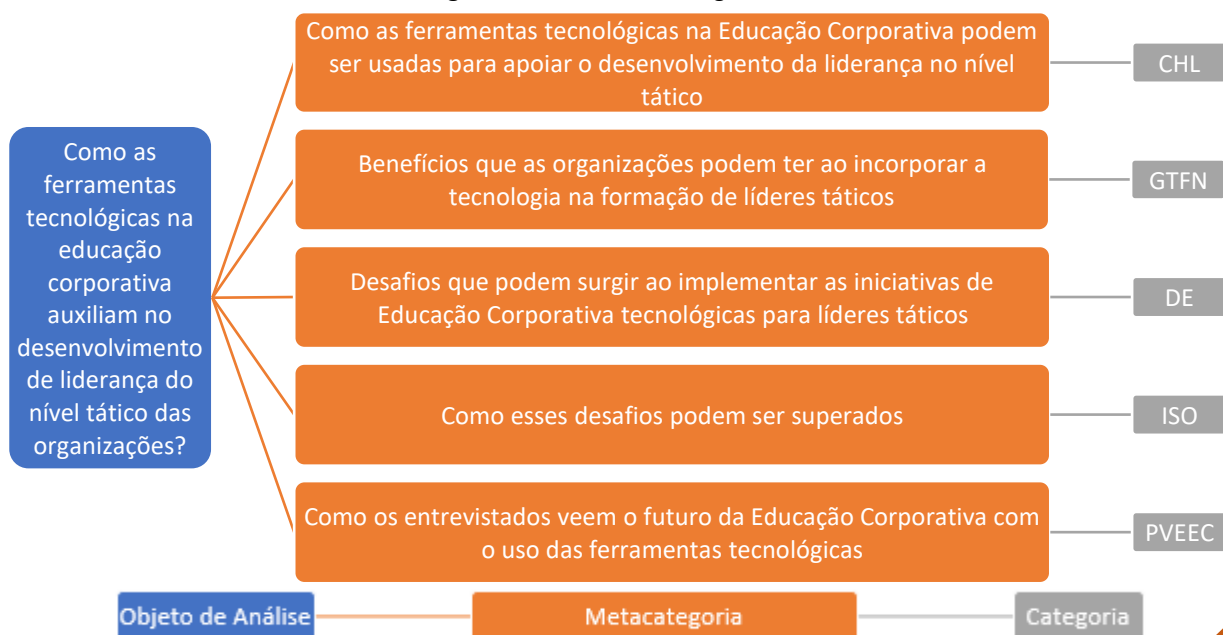 Como as ferramentas tecnológicas na Educação Corporativa podem
ser usadas para apoiar o desenvolvimento da liderança no nível
tático
CHL
Como as
ferramentas
tecnológicas na
educação
corporativa
auxiliam no
desenvolvimento
de liderança do
nível tático das
organizações?
Benefícios que as organizações podem ter ao incorporar a
tecnologia na formação de líderes táticos
GTFN
Desafios que podem surgir ao implementar as iniciativas de
Educação Corporativa tecnológicas para líderes táticos
DE
Como esses desafios podem ser superados
ISO
Como os entrevistados veem o futuro da Educação Corporativa com
o uso das ferramentas tecnológicas
PVEEC
Objeto de Análise
Metacategoria
Categoria